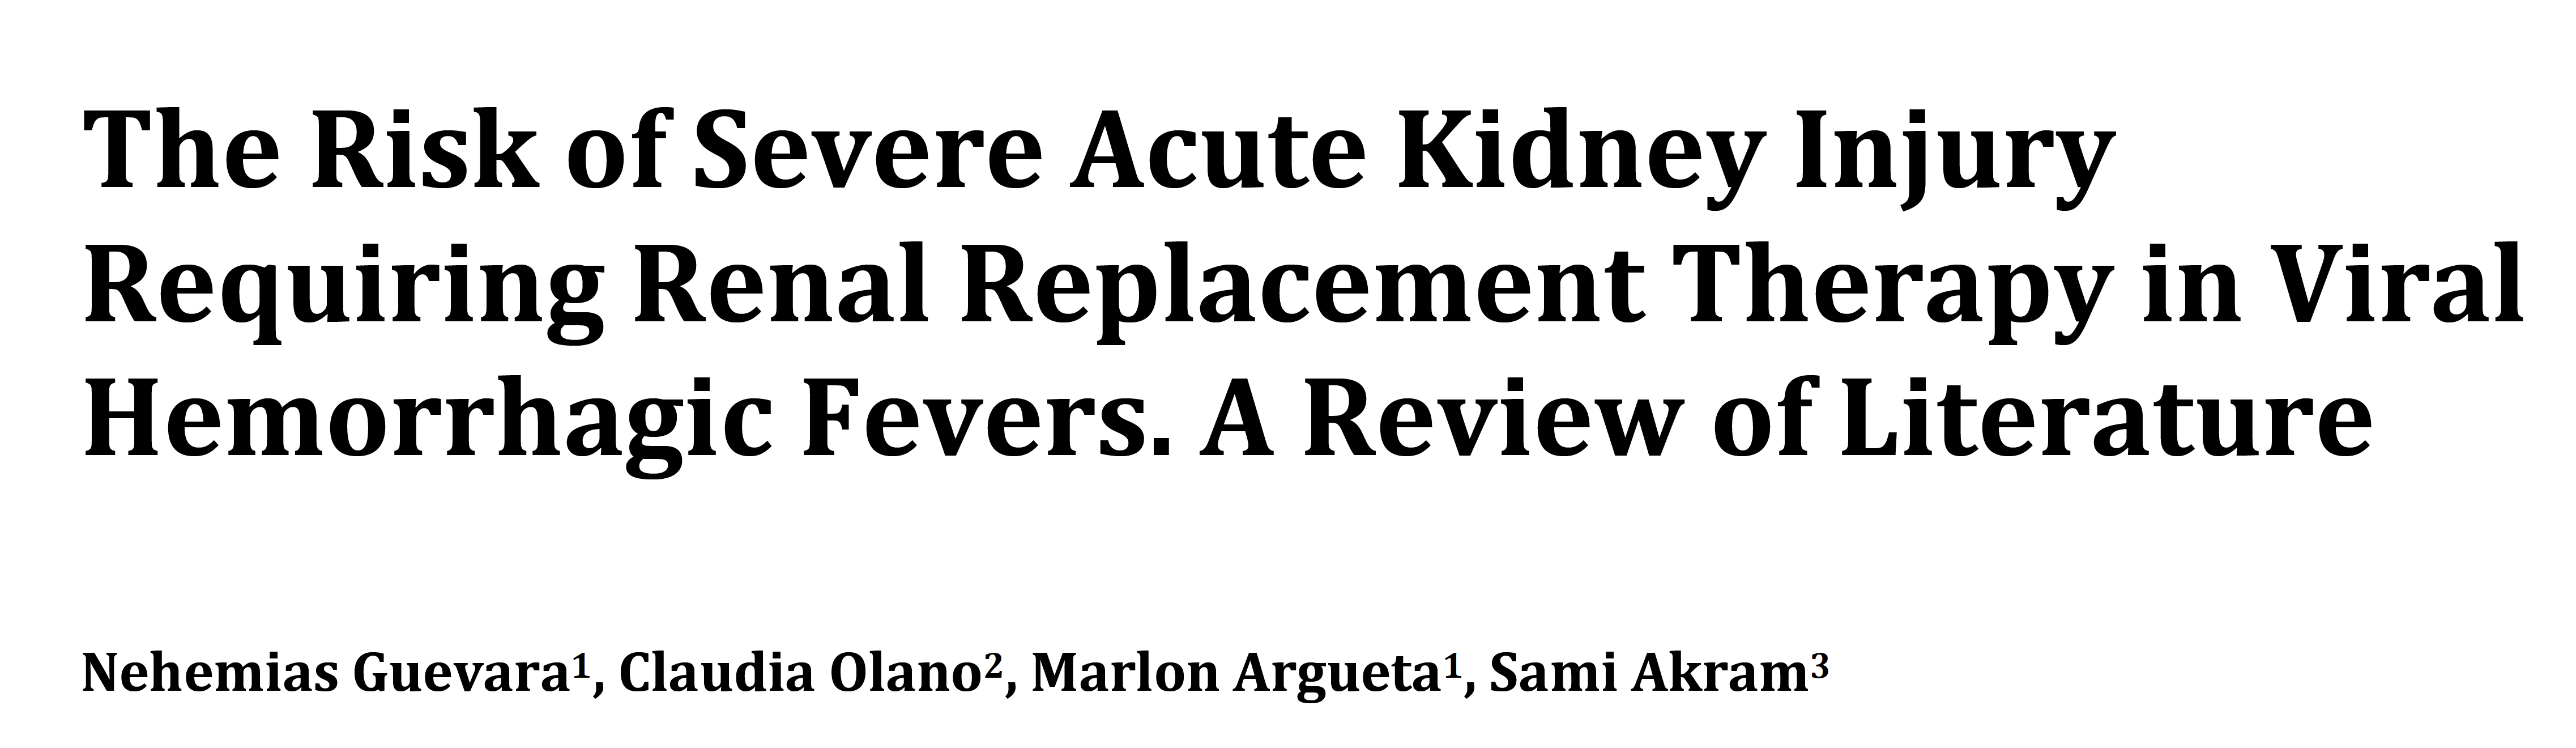 The Risk of Severe Acute Kidney Injury
Requiring Renal Replacement Therapy in Viral
Hemorrhagic Fevers. A Review of Literature
Nehemias Guevara1, Claudia Olano2, Marlon Argueta1, Sami Akram3